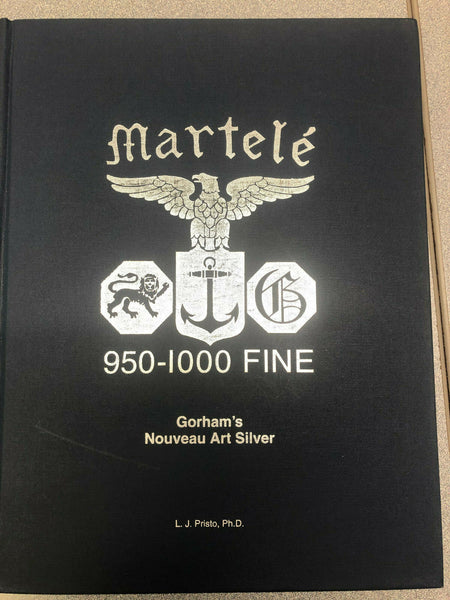 Martelé
G
950-1000 FINE
Gorham's
Nouveau Art Silver
L. J. Pristo, Ph.D.